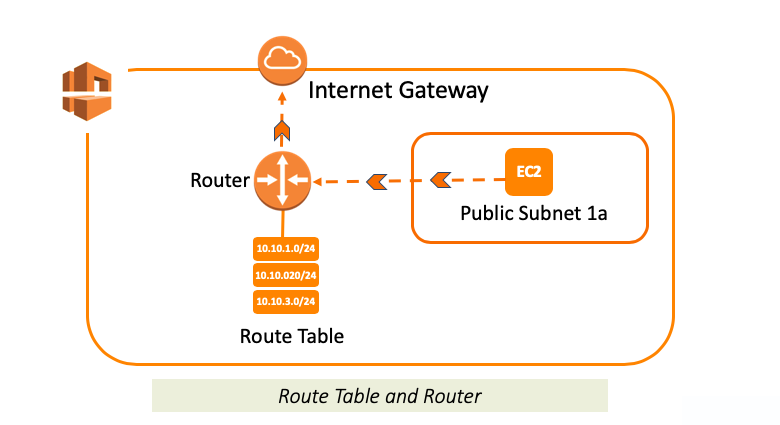 Internet Gateway
Router
EC2
Public Subnet 1a
10.10.1.0/24
10.10.020/24
10.10.3.0/24
Route Table
Route Table and Router